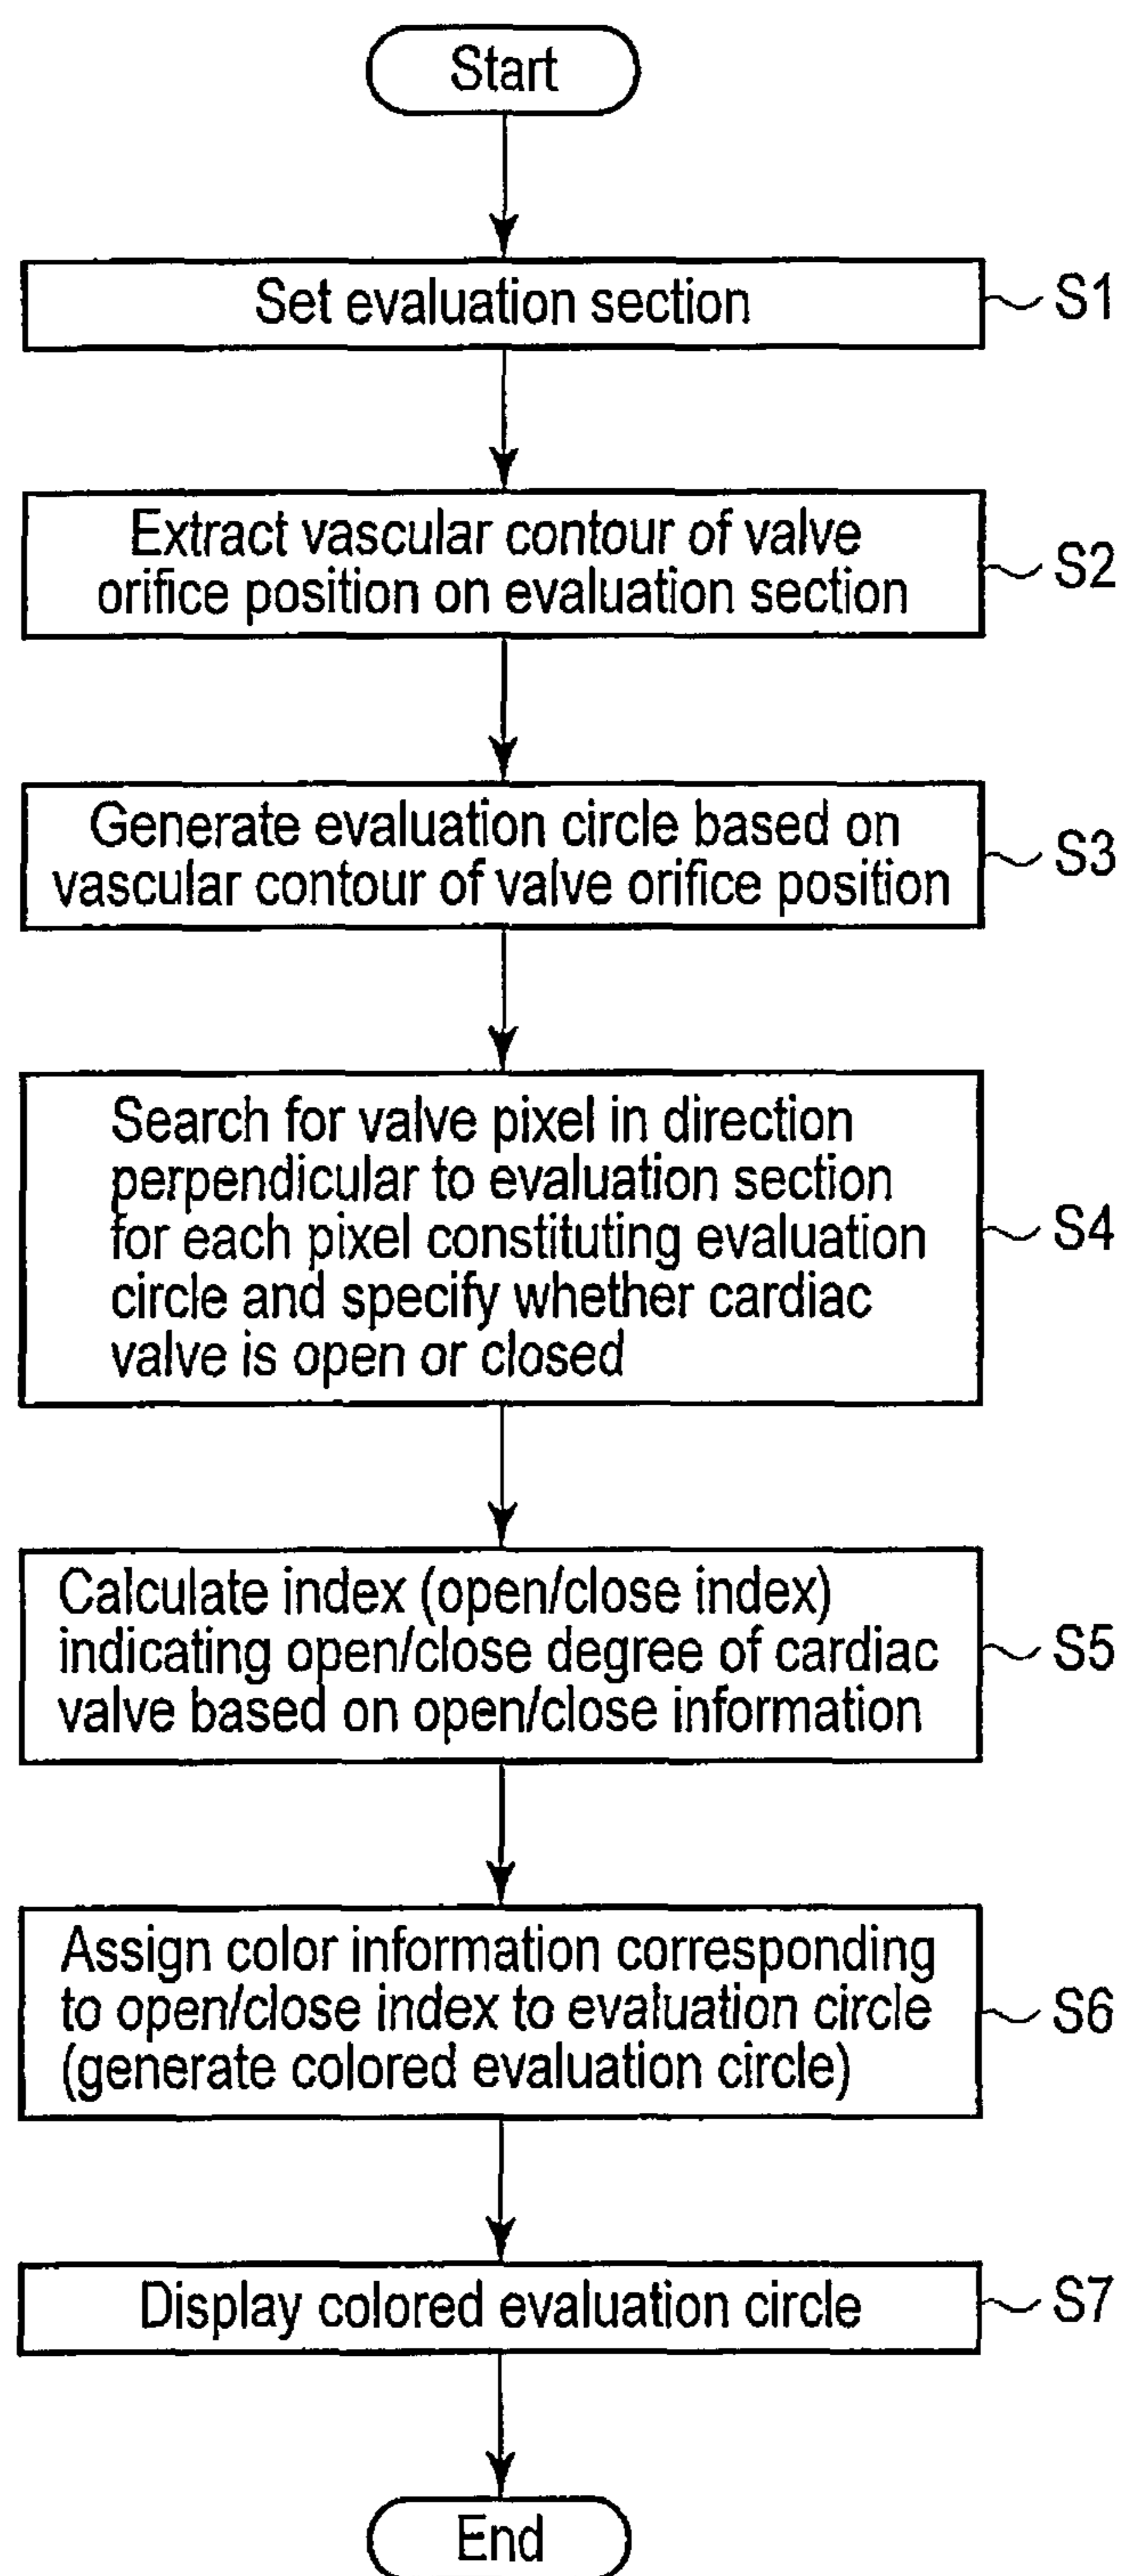 Start
Set evaluation section
S1
Extract vascular contour of valve
orifice position on evaluation section
S2
Generate evaluation circle based on
vascular contour of valve orifice position
S3
Search for valve pixel in direction
perpendicular to evaluation section
for each pixel constituting evaluation
circle and specify whether cardiac
valve is open or closed
S4
Calculate index (open/close index)
indicating open/close degree of cardiac
valve based on open/close information
S5
Assign color information corresponding
to open/close index to evaluation circle
(generate colored evaluation circle)
S6
Display colored evaluation circle
S7
End